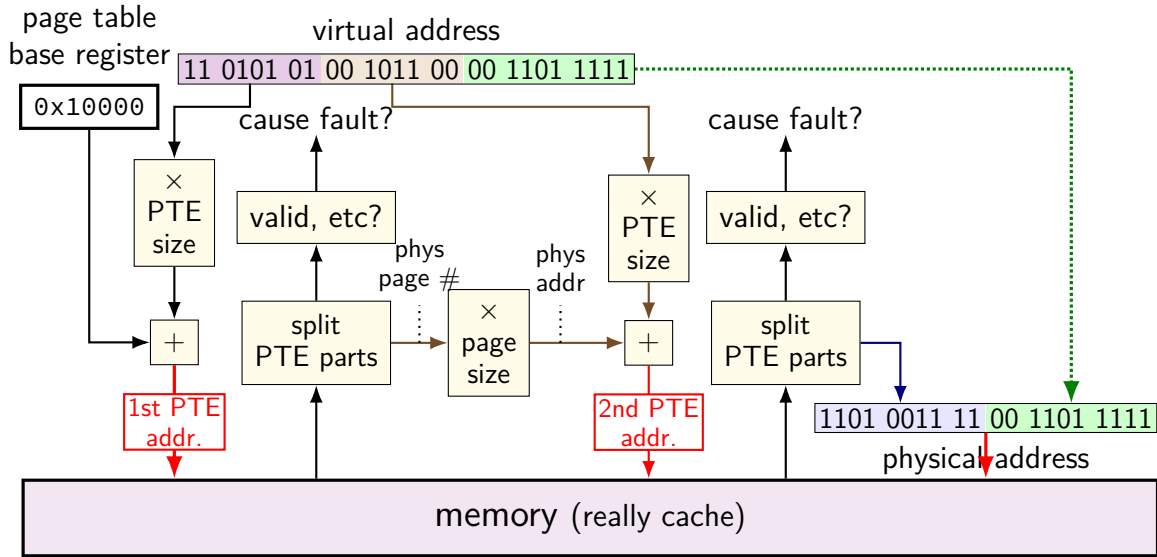 page table
base register
virtual address
11 0101 01 00 1011 00 00 1101 1111
0x10000
cause fault?
cause fault?
×
PTE
size
valid, etc?
×
PTE
size
valid, etc?
phys
page #
phys
addr
+
split
PTE parts
×
page
size
+
split
PTE parts
1st PTE
addr.
2nd PTE
addr.
1101 0011 11 00 1101 1111
physical address
memory (really cache)